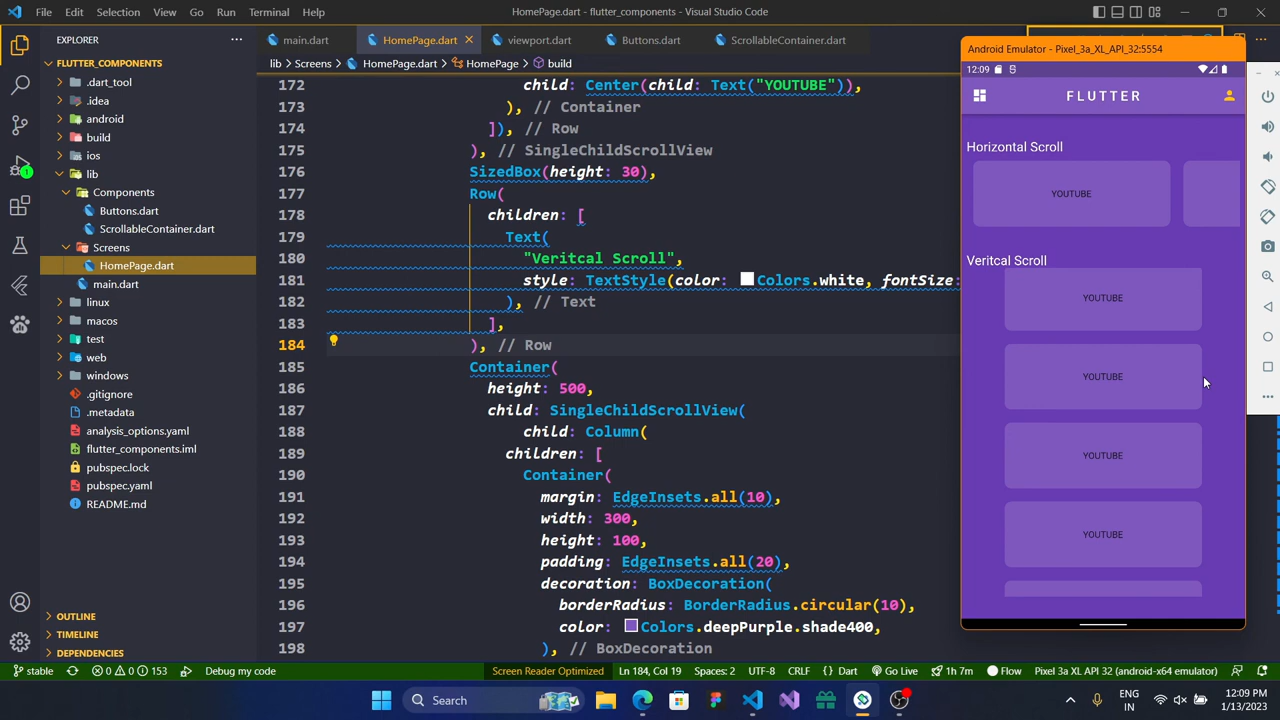 File Edit Selection View Go Run Terminal Help
HomePage.dart - flutter_components - Visual Studio Code
EXPLORER
main.dart
HomePage.dart
viewport.dart
Buttons.dart
ScrollableContainer.dart
lib > Screens > HomePage.dart > HomePage > build
FLUTTER_COMPONENTS
.dart_tool
.idea
android
build
ios
lib
Components
Buttons.dart
ScrollableContainer.dart
Screens
HomePage.dart
main.dart
linux
macos
test
web
windows
.gitignore
.metadata
analysis_options.yaml
flutter_components.iml
pubspec.lock
pubspec.yaml
README.md
OUTLINE
TIMELINE
DEPENDENCIES
172 child: Center(child: Text("YOUTUBE")),
173 ), // Container
174 ]), // Row
175 ), // SingleChildScrollView
176 SizedBox(height: 30),
177 Row(
178 children: [
179 Text(
180 "Veritcal Scroll",
181 style: TextStyle(color: Colors.white, fontSize:
182 ), // Text
183 ],
184 ), // Row
185 Container(
186 height: 500,
187 child: SingleChildScrollView(
188 child: Column(
189 children: [
190 Container(
191 margin: EdgeInsets.all(10),
192 width: 300,
193 height: 100,
194 padding: EdgeInsets.all(20),
195 decoration: BoxDecoration(
196 borderRadius: BorderRadius.circular(10),
197 color: Colors.deepPurple.shade400,
198 ), // BoxDecoration
Android Emulator - Pixel_3a_XL_API_32:5554
12:09
FLUTTER
Horizontal Scroll
YOUTUBE
Veritcal Scroll
YOUTUBE
YOUTUBE
YOUTUBE
YOUTUBE
1
stable 0 0 153 Debug my code Screen Reader Optimized Ln 184, Col 19 Spaces: 2 UTF-8 CRLF {} Dart Go Live 1h 7m Flow Pixel 3a XL API 32 (android-x64 emulator)
Search
ENG
IN
12:09 PM
1/13/2023